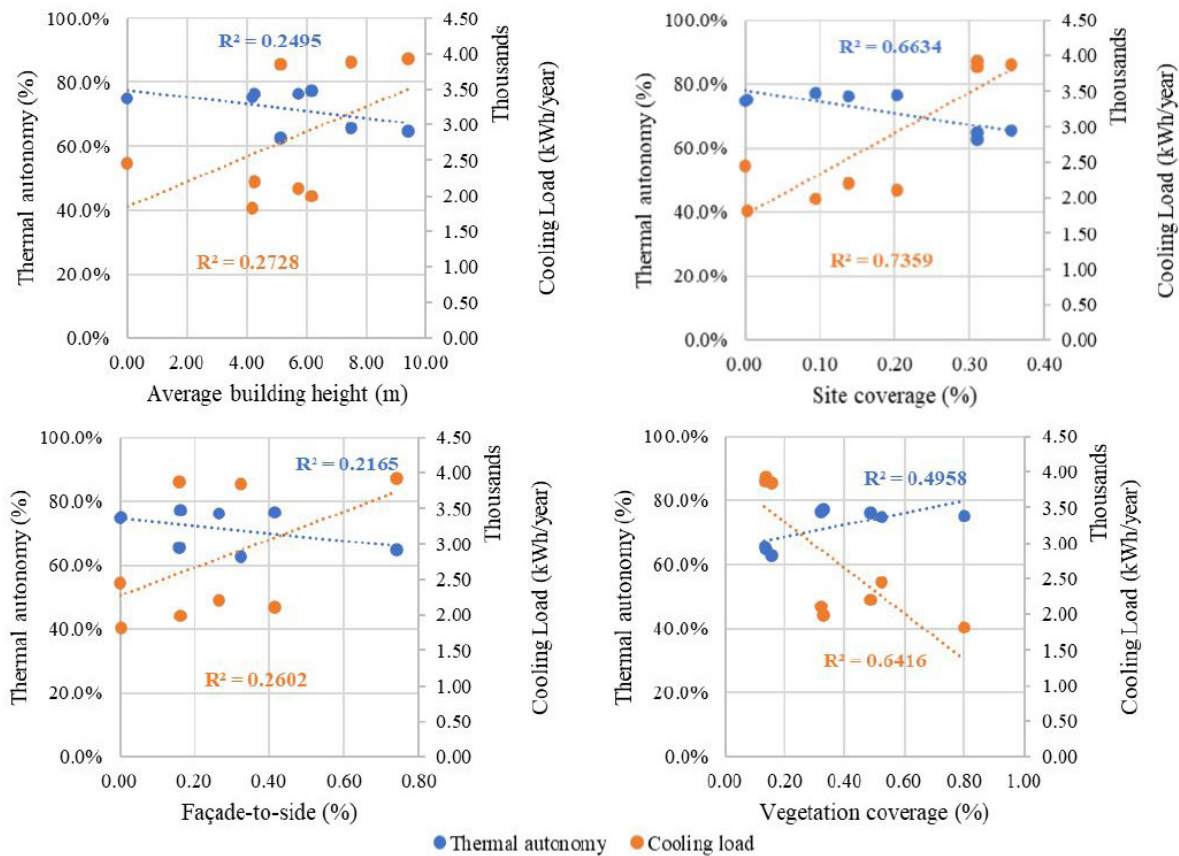 100.0%
80.0%
60.0%
40.0%
20.0%
0.0%
Thermal autonomy (%)
R² = 0.2495
R² = 0.2728
4.50
4.00
3.50
3.00
2.50
2.00
1.50
1.00
0.50
0.00
Thousands
Cooling Load (kWh/year)
0.00 2.00 4.00 6.00 8.00 10.00
Average building height (m)
100.0%
80.0%
60.0%
40.0%
20.0%
0.0%
Thermal autonomy (%)
R² = 0.6634
R² = 0.7359
4.50
4.00
3.50
3.00
2.50
2.00
1.50
1.00
0.50
0.00
Thousands
Cooling Load (kWh/year)
0.00 0.10 0.20 0.30 0.40
Site coverage (%)
100.0%
80.0%
60.0%
40.0%
20.0%
0.0%
Thermal autonomy (%)
R² = 0.2165
R² = 0.2602
4.50
4.00
3.50
3.00
2.50
2.00
1.50
1.00
0.50
0.00
Thousands
Cooling Load (kWh/year)
0.00 0.20 0.40 0.60 0.80
Façade-to-side (%)
100.0%
80.0%
60.0%
40.0%
20.0%
0.0%
Thermal autonomy (%)
R² = 0.4958
R² = 0.6416
4.50
4.00
3.50
3.00
2.50
2.00
1.50
1.00
0.50
0.00
Thousands
Cooling Load (kWh/year)
0.00 0.20 0.40 0.60 0.80 1.00
Vegetation coverage (%)
Thermal autonomy Cooling load